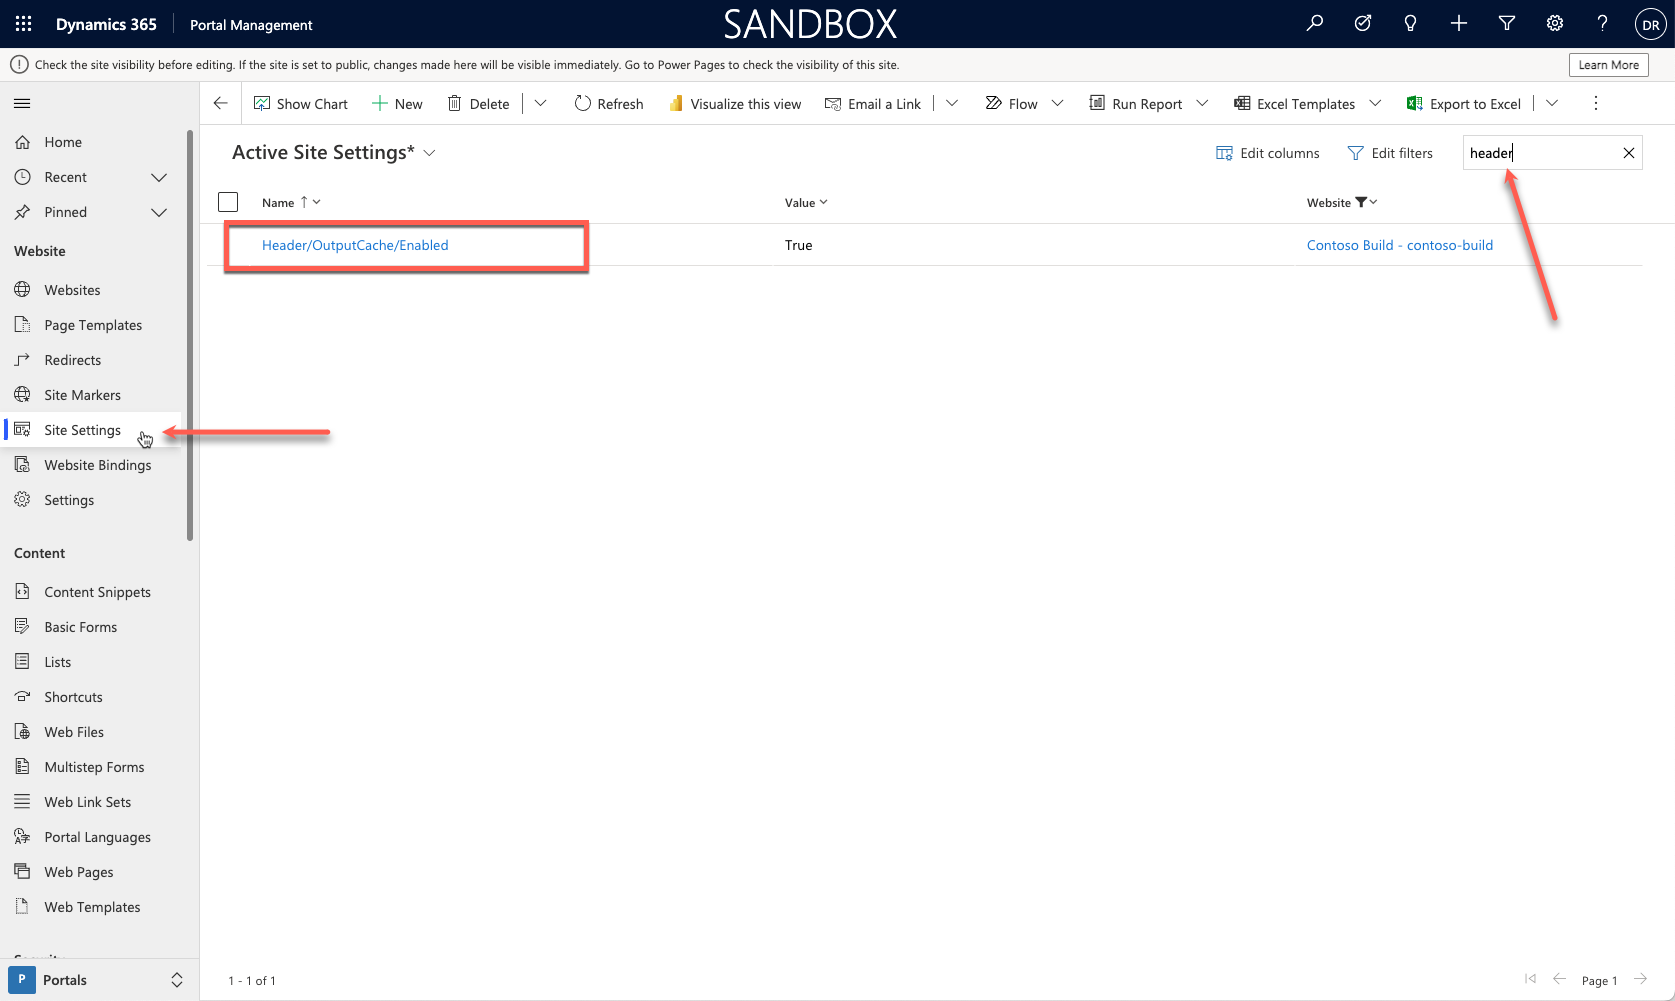 Dynamics 365 Portal Management SANDBOX DR
Check the site visibility before editing. If the site is set to public, changes made here will be visible immediately. Go to Power Pages to check the visibility of this site. Learn More
Show Chart New Delete Refresh Visualize this view Email a Link Flow Run Report Excel Templates Export to Excel
Home
Recent
Pinned
Website
Websites
Page Templates
Redirects
Site Markers
Site Settings
Website Bindings
Settings
Content
Content Snippets
Basic Forms
Lists
Shortcuts
Web Files
Multistep Forms
Web Link Sets
Portal Languages
Web Pages
Web Templates
P Portals
Active Site Settings* Edit columns Edit filters header
Name Value Website
Header/OutputCache/Enabled True Contoso Build - contoso-build
1 - 1 of 1 Page 1